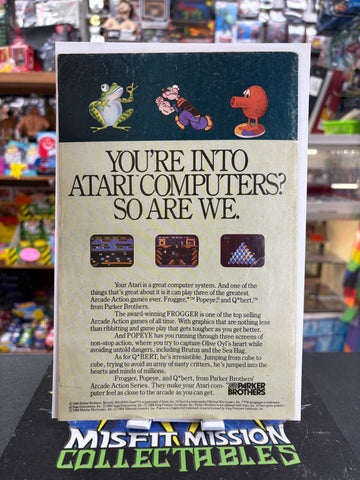 YOU'RE INTO
ATARI COMPUTERS?
SO ARE WE.
Your Atari is a great computer system. And one of the
things that's great about it is it can play three of the greatest
Arcade Action games ever. Frogger,®™ Popeye,© and Q*bert,™
from Parker Brothers.
The award-winning FROGGER is one of the top selling
Arcade Action games of all time. With graphics that are nothing less
than ribbitting and game play that gets tougher as you get better.
And POPEYE has you running through three screens of
non-stop action, where you try to capture Olive Oyl's heart while
avoiding untold dangers, including Brutus and the Sea Hag.
As for Q*BERT, he's irresistible. Jumping from cube to
cube, trying to avoid an army of nasty critters, he's jumped into the
hearts and minds of millions.
Frogger, Popeye, and Q*bert, from Parker Brothers'
Arcade Action Series. They make your Atari home com-
puter feel as close to the arcade as you can get.
PARKER
BROTHERS
MISFIT MISSION
COLLECTABLES